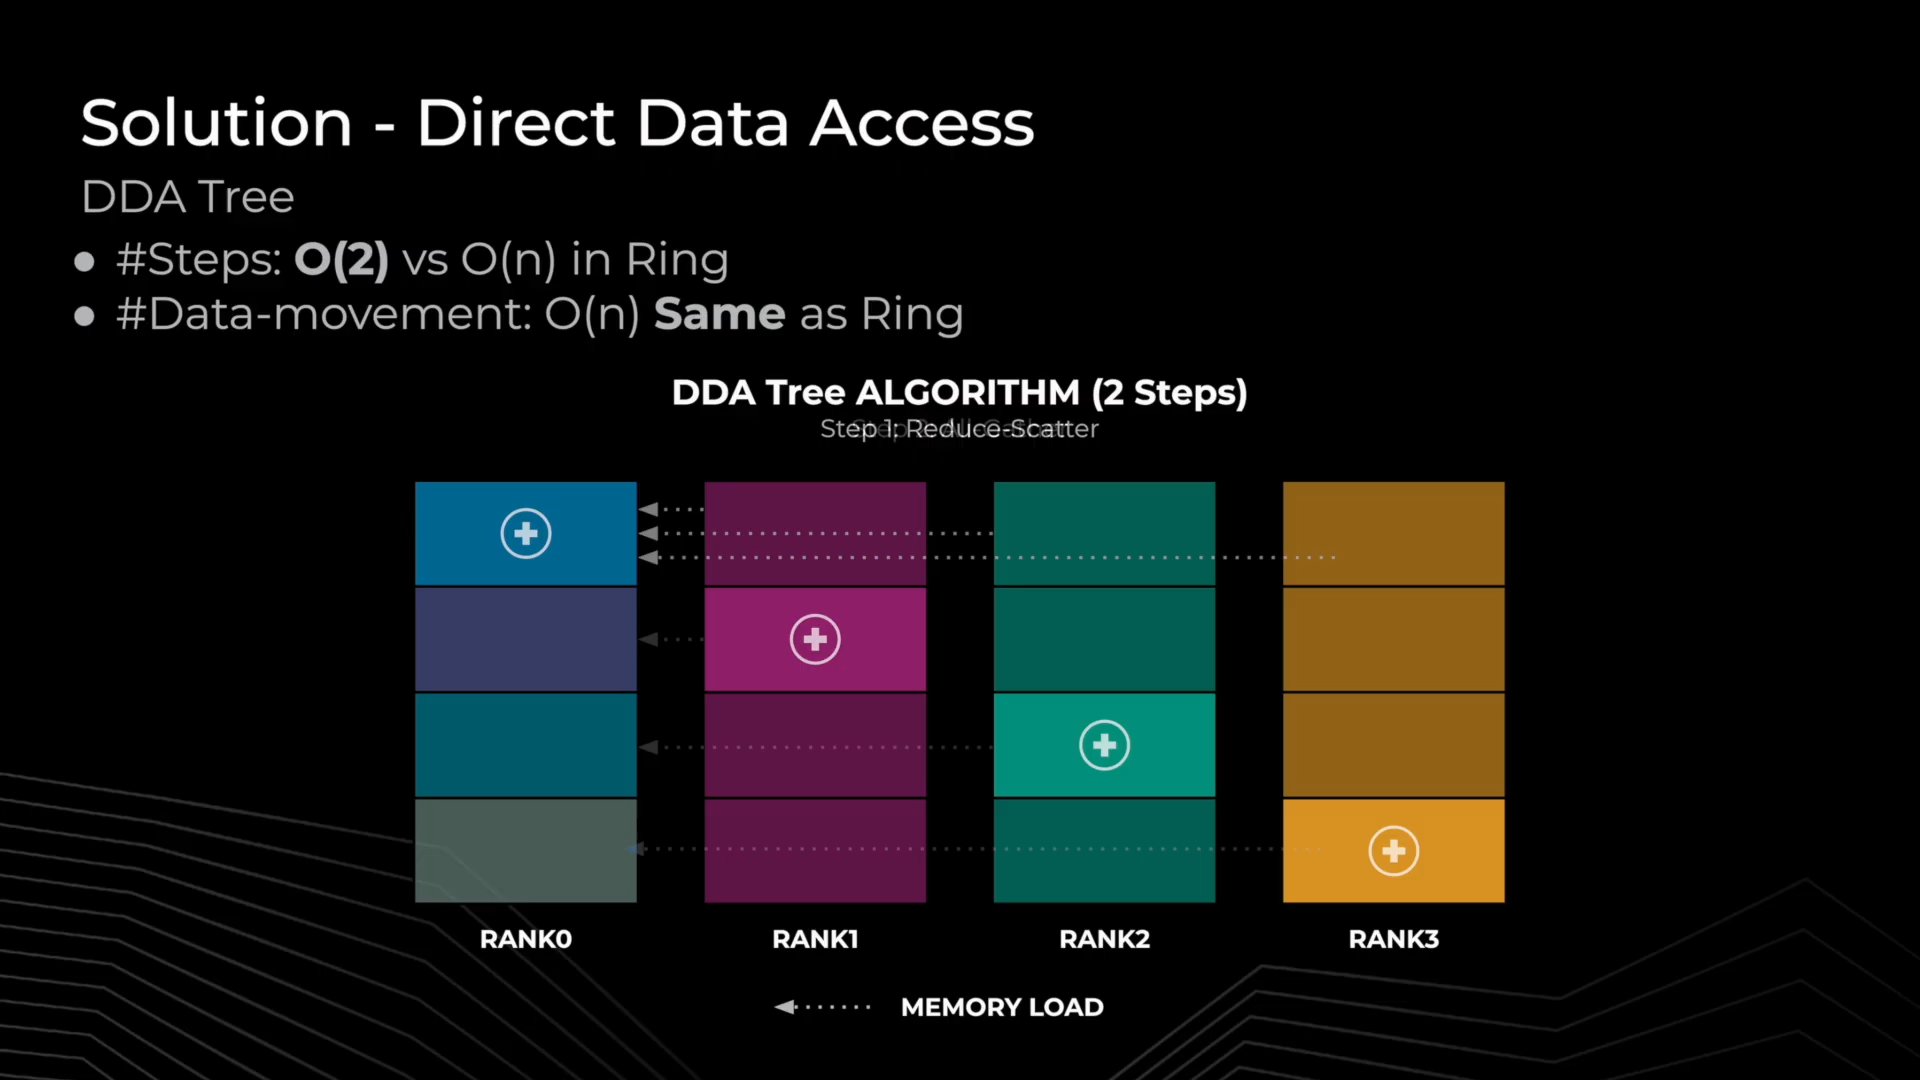 Solution - Direct Data Access
DDA Tree
● #Steps: O(2) vs O(n) in Ring
● #Data-movement: O(n) Same as Ring
DDA Tree ALGORITHM (2 Steps)
Step 1: Reduce-Scatter
RANK0 RANK1 RANK2 RANK3
MEMORY LOAD